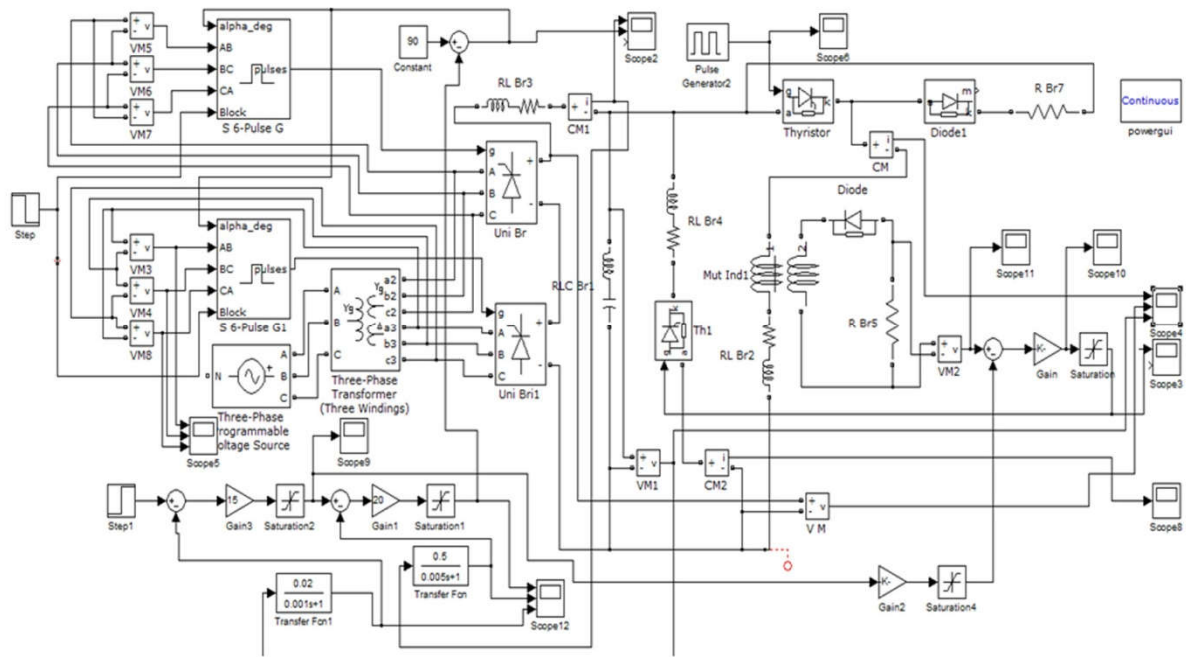 alpha_deg
AB
BC
CA
Block
pulses
S 6-Pulse G
VM5
VM6
VM7
90
Constant
Scope2
Pulse
Generator2
Scope6
RL Br3
CM1
Thyristor
Diode1
R Br7
Continuous
powergui
CM
Diode
g
A
B
C
Uni Br
Step
alpha_deg
AB
BC
CA
Block
pulses
S 6-Pulse G1
VM3
VM4
VM8
RL Br4
RLC Br1
Mut Ind1
1
2
Th1
R Br5
RL Br2
Scope11
Scope10
Scope4
VM2
K-
Gain
Saturation
Scope3
N
A
B
C
A
B
C
Yg
Yg
a2
b2
c2
a3
b3
c3
Three-Phase
Transformer
(Three Windings)
g
A
B
C
Uni Bri1
Three-Phase
Programmable
oltage Source
Scope5
Scope9
VM1
CM2
V M
Scope8
Step1
15
Gain3
Saturation2
20
Gain1
Saturation1
0.5
0.005s+1
Transfer Fcn
0.02
0.001s+1
Transfer Fcn1
Scope12
K-
Gain2
Saturation4